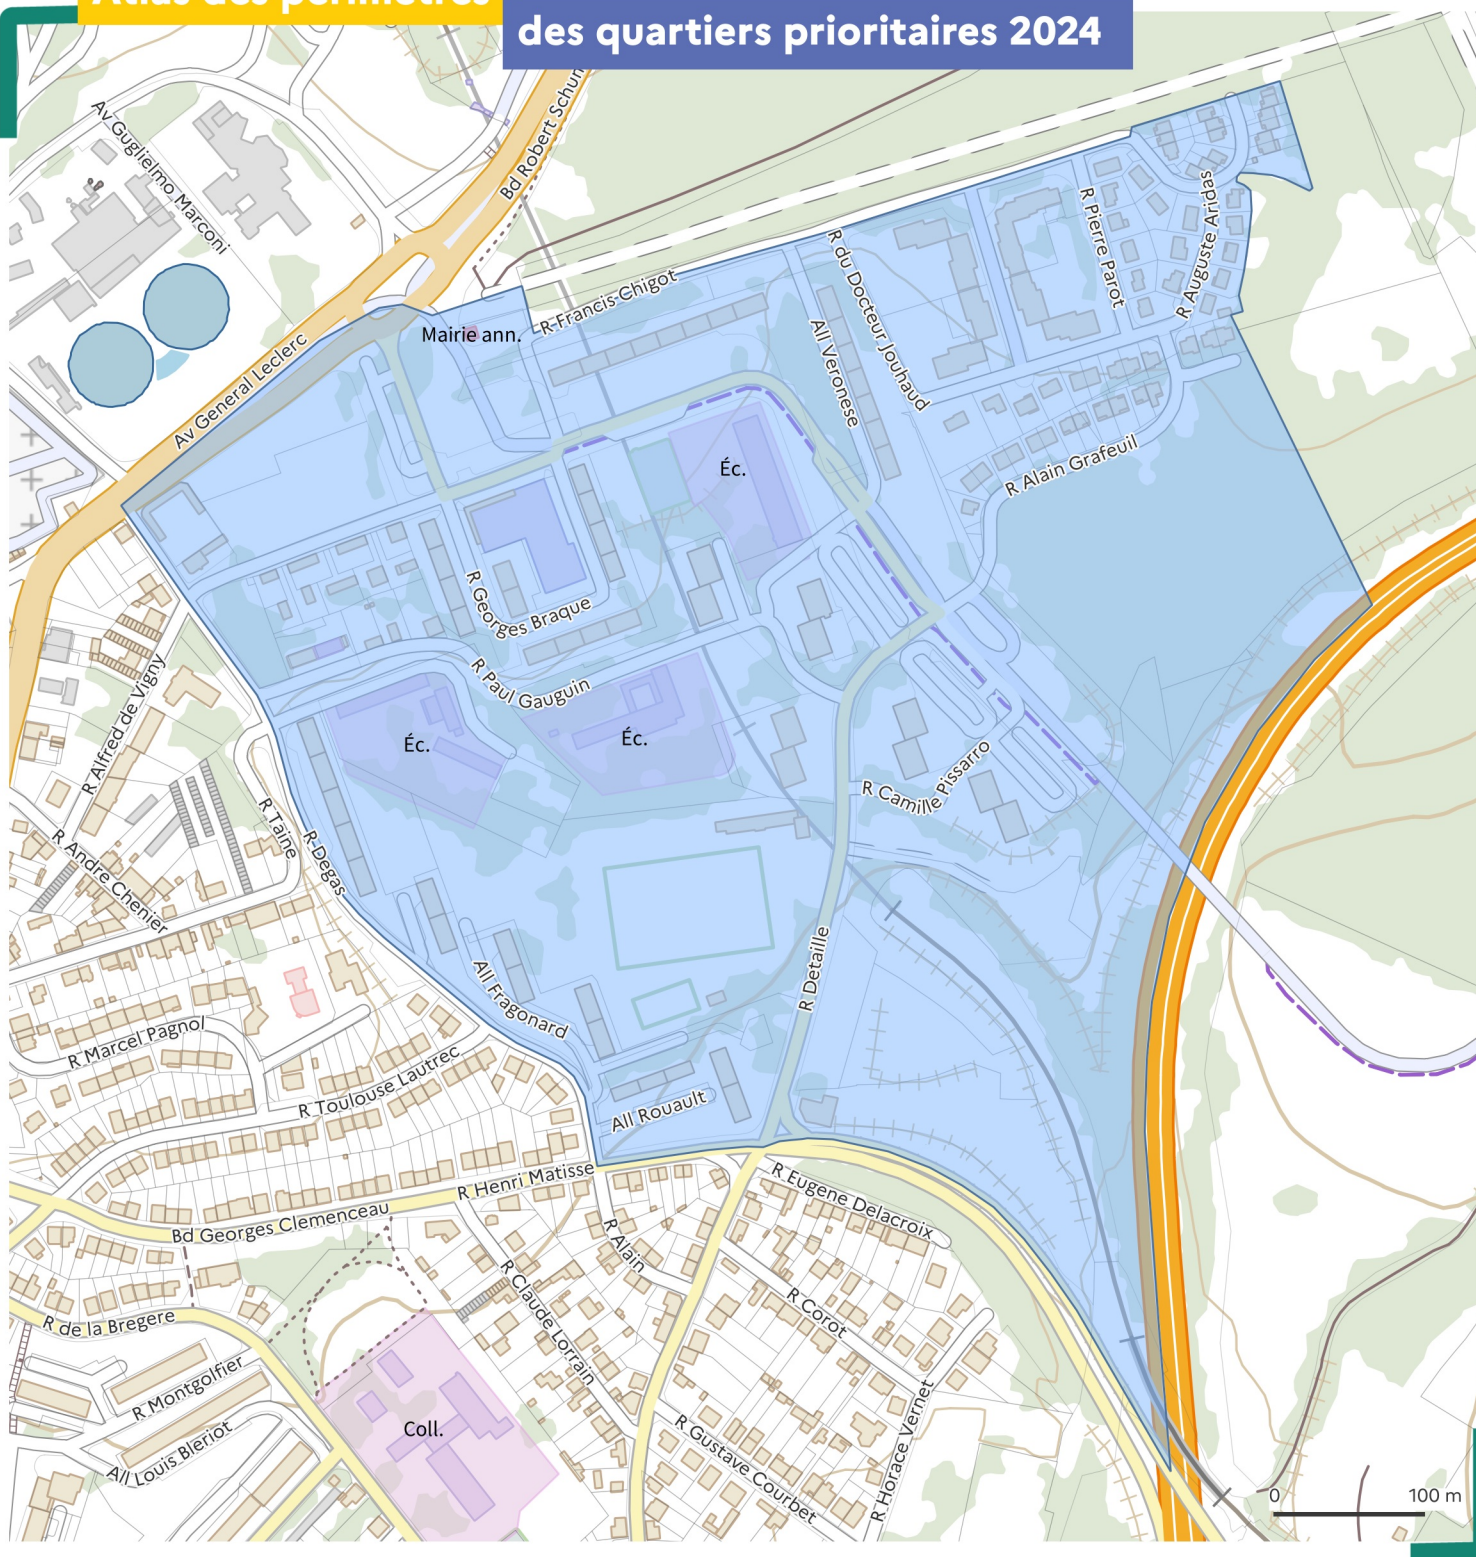 Atlas des périmètres
des quartiers prioritaires 2024
Av Guglielmo Marconi
Bd Robert Schum
R Pierre Parot
R Auguste Aridas
R du Docteur Jouhaud
R Francis Chigot
Mairie ann.
All Veronese
Av General Leclerc
Éc.
R Alain Grafeuil
R Georges Braque
R Paul Gauguin
Éc.
Éc.
R Alfred de Vigny
R Camille Pissarro
R Taine
R Degas
R Andre Chenier
R Detaille
All Fragonard
R Marcel Pagnol
R Toulouse Lautrec
All Rouault
R Henri Matisse
R Eugene Delacroix
Bd Georges Clemenceau
R Alain
R Claude Lorrain
R Corot
R de la Bregere
R Montgolfier
R Horace Vernet
Coll.
R Gustave Courbet
All Louis Bleriot
0 100 m